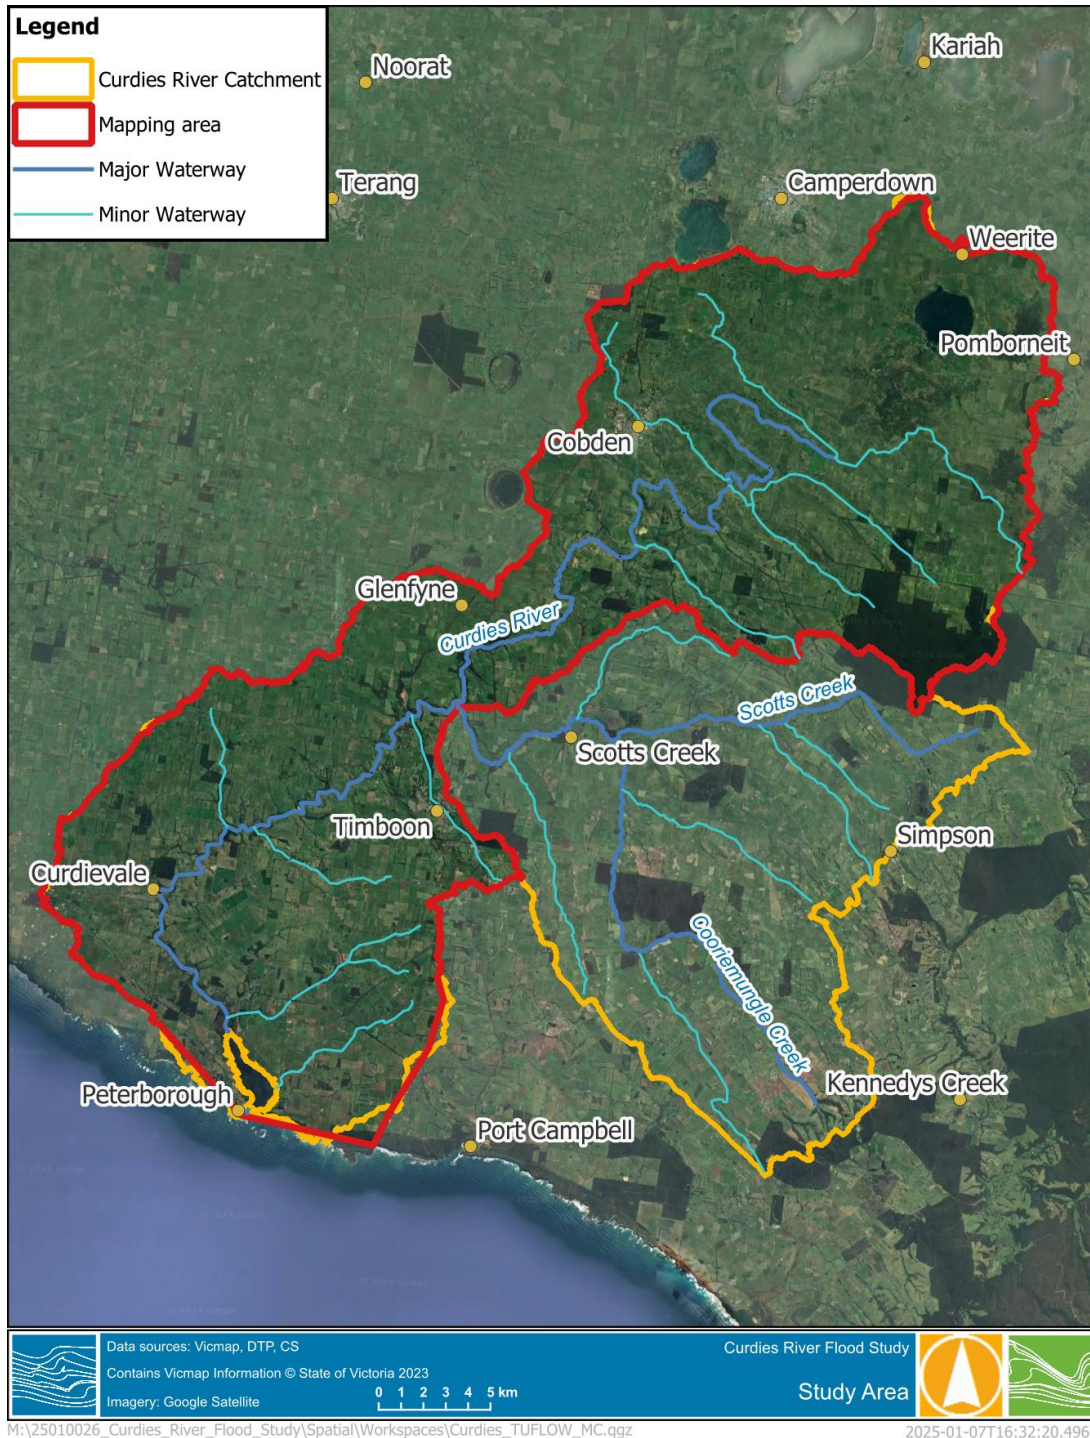 Legend
Curdies River Catchment
Mapping area
Major Waterway
Minor Waterway
Noorat
Kariah
Terang
Camperdown
Weerite
Pomborneit
Cobden
Glenfyne
Curdies River
Scotts Creek
Scotts Creek
Timboon
Simpson
Curdievale
Cooriemungle Creek
Kennedys Creek
Peterborough
Port Campbell
Data sources: Vicmap, DTP, CS
Contains Vicmap Information © State of Victoria 2023
Imagery: Google Satellite
0 1 2 3 4 5 km
Curdies River Flood Study
Study Area
M:\25010026_Curdies_River_Flood_Study\Spatial\Workspaces\Curdies_TUFLOW_MC.qgz
2025-01-07T16:32:20.496